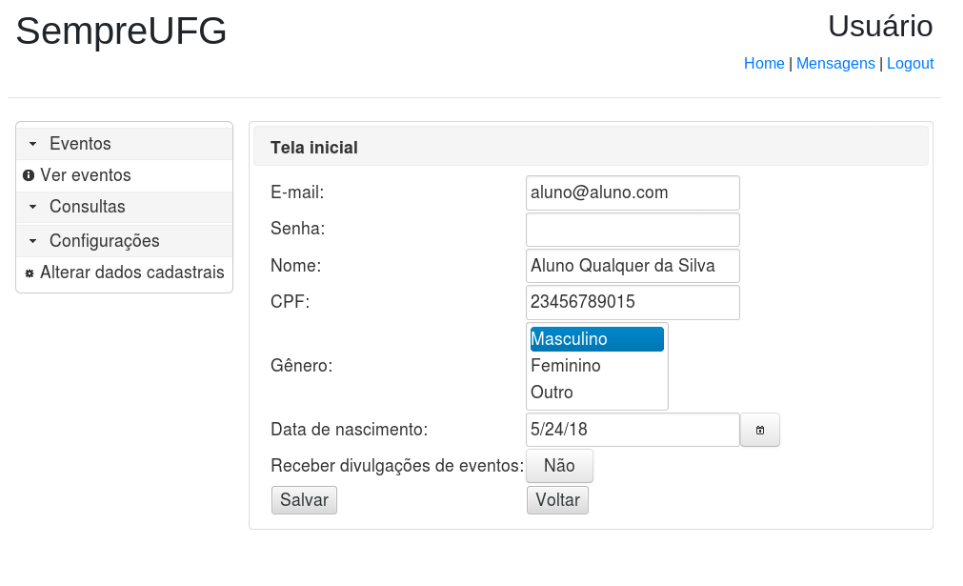 SempreUFG
Usuário
Home | Mensagens | Logout
Eventos
Ver eventos
Consultas
Configurações
Alterar dados cadastrais
Tela inicial
E-mail: aluno@aluno.com
Senha:
Nome: Aluno Qualquer da Silva
CPF: 23456789015
Gênero:
Masculino
Feminino
Outro
Data de nascimento: 5/24/18
Receber divulgações de eventos: Não
Salvar Voltar